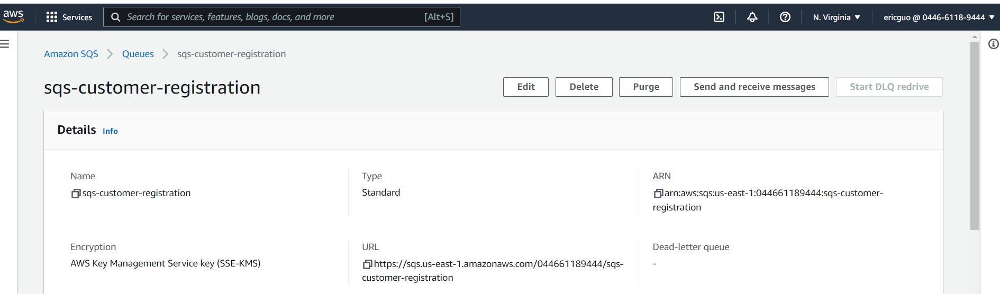 aws Services Search for services, features, blogs, docs, and more [Alt+S] N. Virginia ericguo @ 0446-6118-9444
Amazon SQS Queues sqs-customer-registration
sqs-customer-registration Edit Delete Purge Send and receive messages Start DLQ redrive
Details Info
Name
sqs-customer-registration
Type
Standard
ARN
arn:aws:sqs:us-east-1:044661189444:sqs-customer-
registration
Encryption
AWS Key Management Service key (SSE-KMS)
URL
https://sqs.us-east-1.amazonaws.com/044661189444/sqs-
customer-registration
Dead-letter queue
-